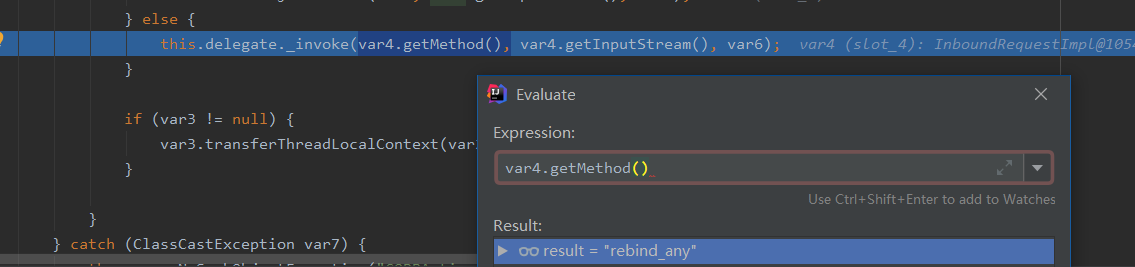 } else {
this.delegate._invoke(var4.getMethod(), var4.getInputStream(), var6); var4 (slot_4): InboundRequestImpl@1054
}
if (var3 != null) {
var3.transferThreadLocalContext(var
}
}
} catch (ClassCastException var7) {
Evaluate
Expression:
var4.getMethod()
Use Ctrl+Shift+Enter to add to Watches
Result:
result = "rebind_any"